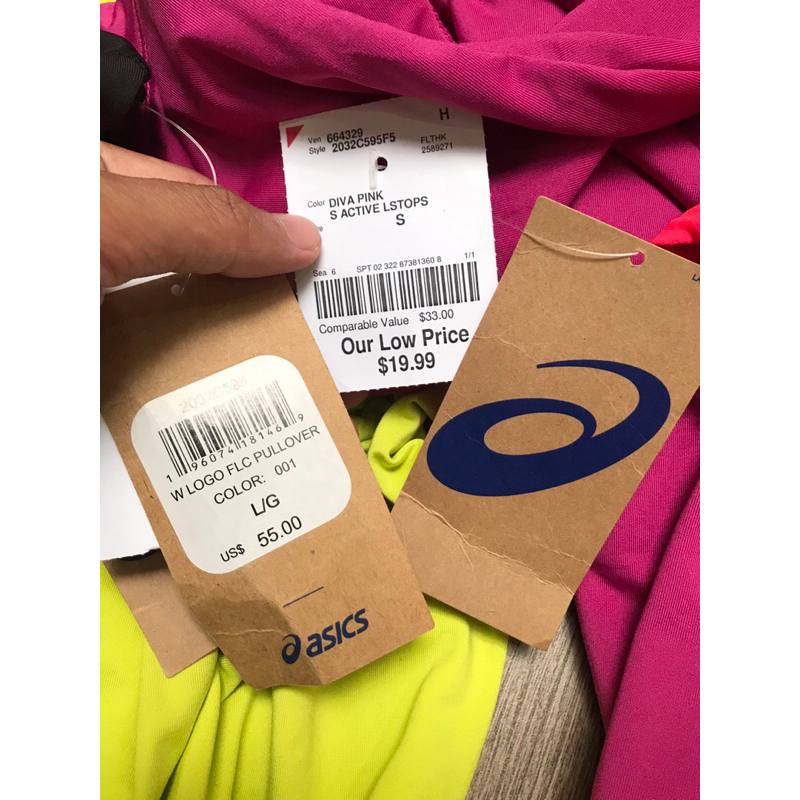 H
Ven 664329
Style 2032C595F5
FLTHK
2589271
Color DIVA PINK
S ACTIVE LSTOPS
S
Sea 6 SPT 02 322 87381360 8 1/1
Comparable Value $33.00
Our Low Price
$19.99
2032C595
1 96074 18146 9
W LOGO FLC PULLOVER
COLOR: 001
L/G
US$ 55.00
asics